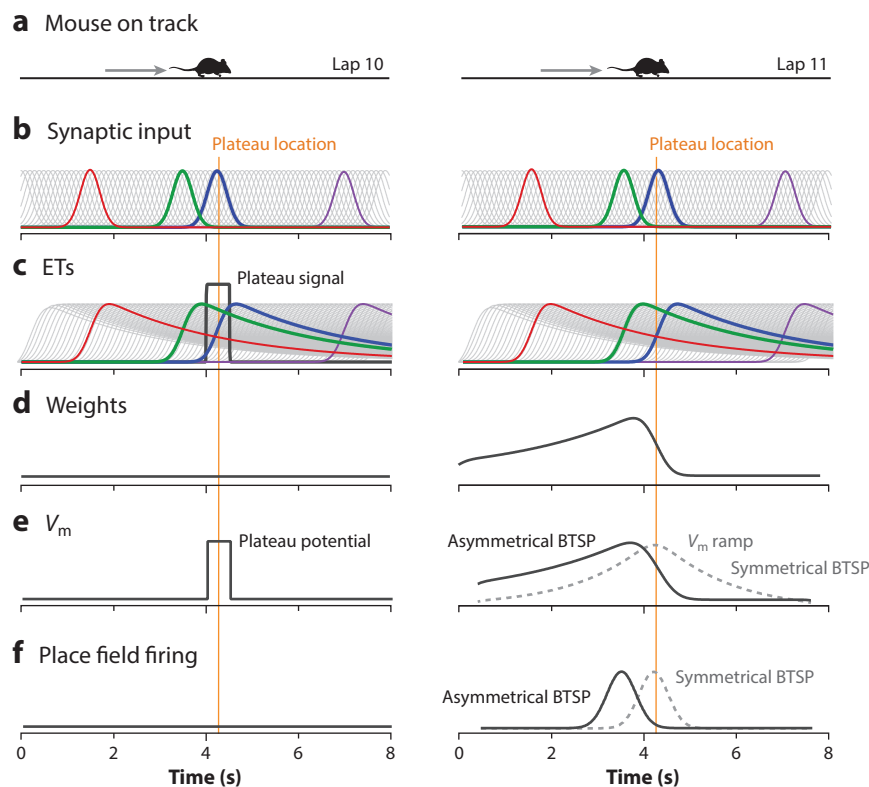 a Mouse on track
Lap 10
Lap 11
b Synaptic input
Plateau location
Plateau location
c ETs
Plateau signal
d Weights
e Vm
Plateau potential
Asymmetrical BTSP
Vm ramp
Symmetrical BTSP
f Place field firing
Asymmetrical BTSP
Symmetrical BTSP
0 2 4 6 8
Time (s)
0 2 4 6 8
Time (s)